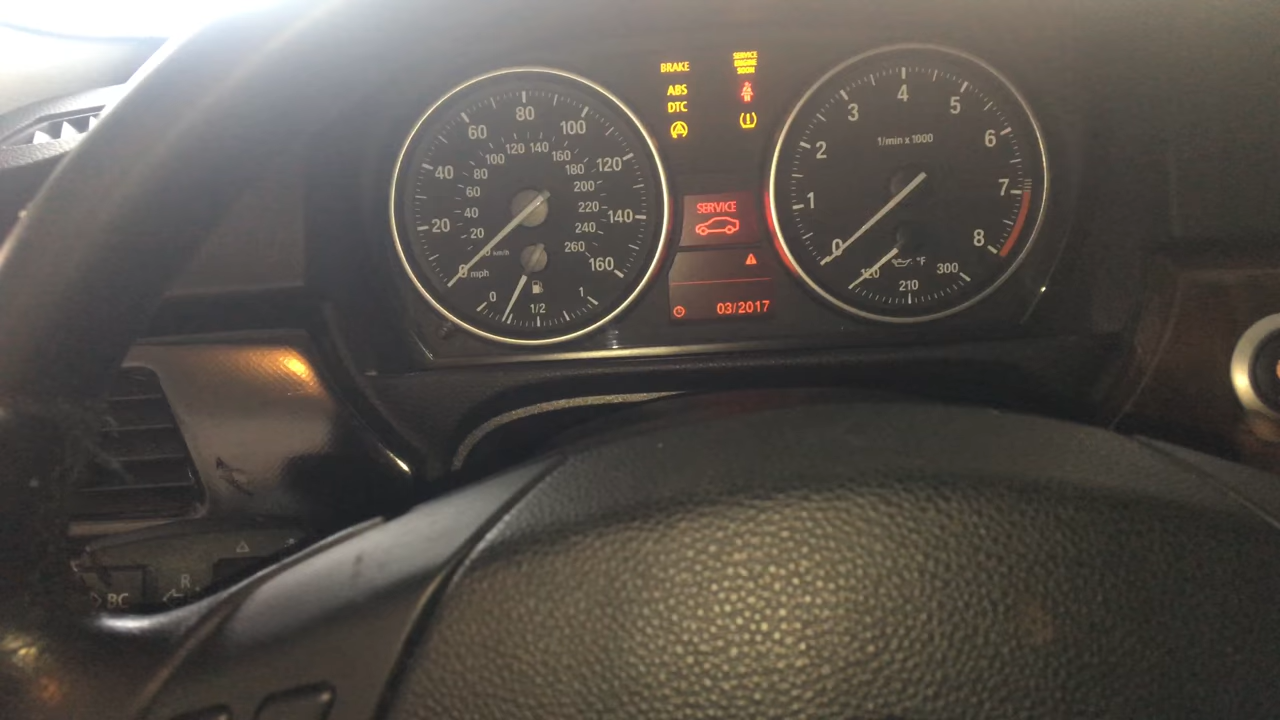 BRAKE
ABS
DTC
SERVICE
ENGINE
SOON
SERVICE
03/2017
0 20 40 60 80 100 120 140 160
mph
20 40 60 80 100 120 140 160 180 200 220 240 260
km/h
0 1/2 1
0 1 2 3 4 5 6 7 8
1/min x 1000
120 210 300
°F
BC
R